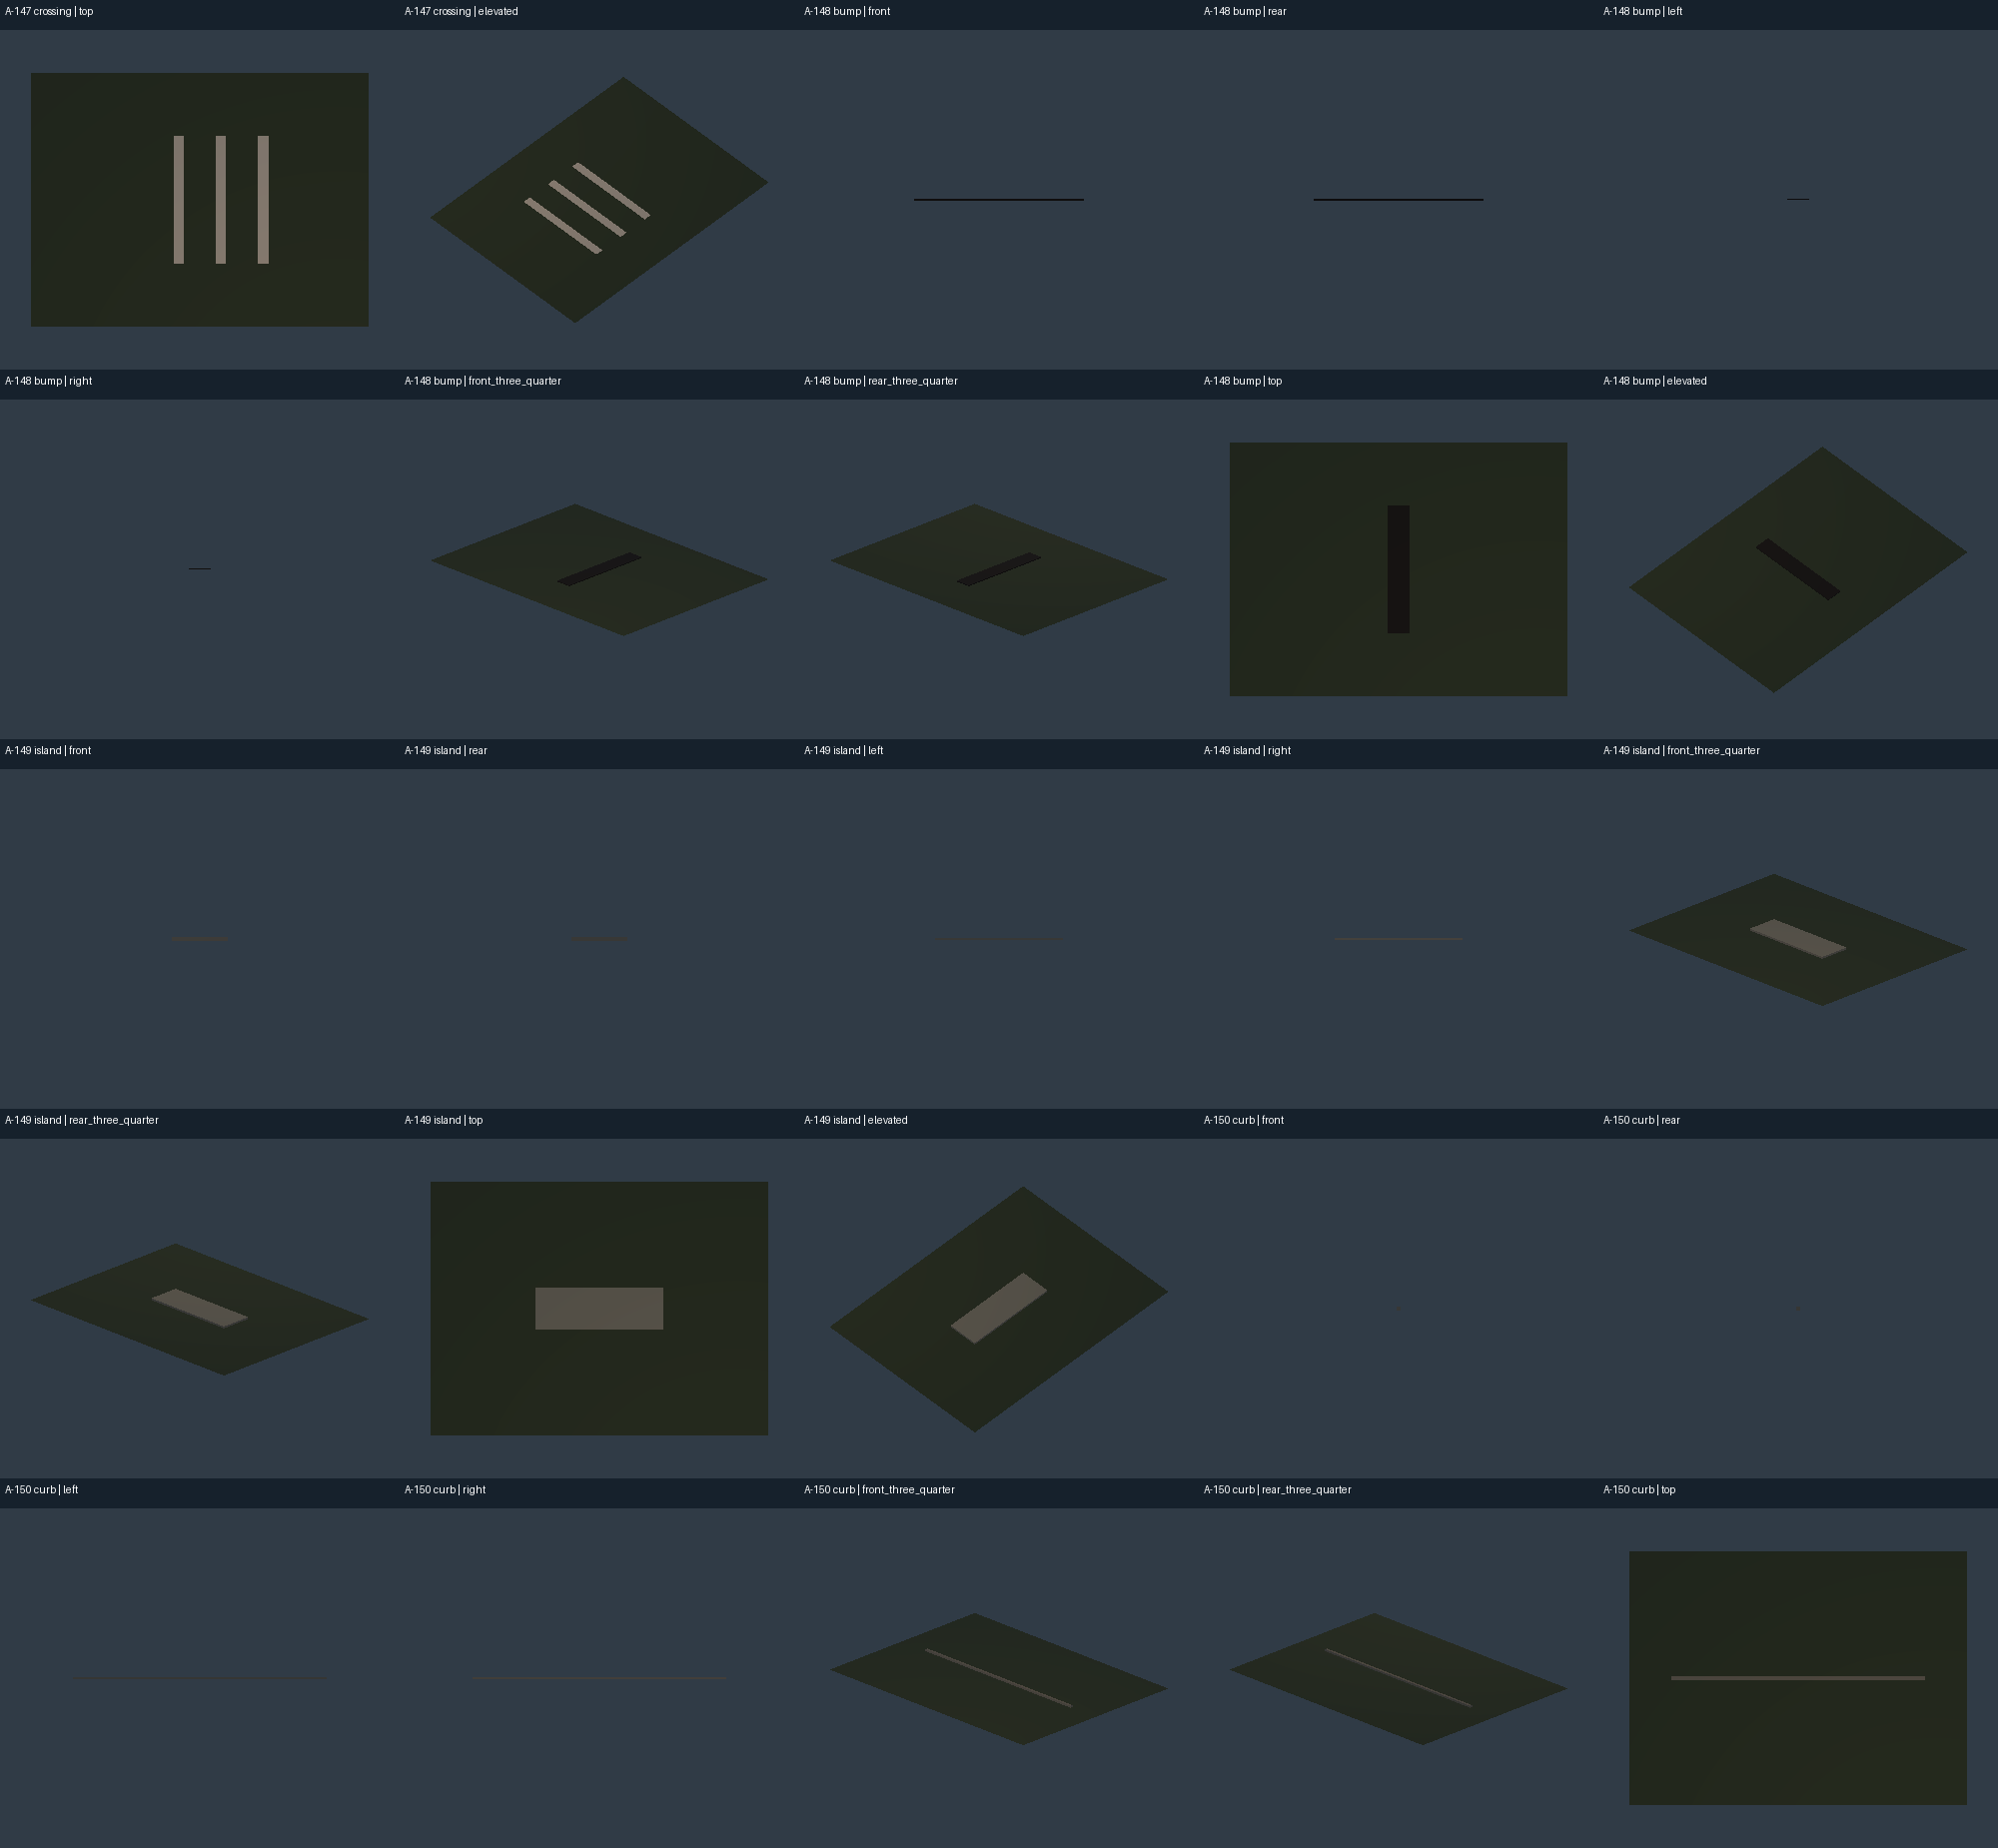 A-147 crossing | top
A-147 crossing | elevated
A-148 bump | front
A-148 bump | rear
A-148 bump | left
A-148 bump | right
A-148 bump | front_three_quarter
A-148 bump | rear_three_quarter
A-148 bump | top
A-148 bump | elevated
A-149 island | front
A-149 island | rear
A-149 island | left
A-149 island | right
A-149 island | front_three_quarter
A-149 island | rear_three_quarter
A-149 island | top
A-149 island | elevated
A-150 curb | front
A-150 curb | rear
A-150 curb | left
A-150 curb | right
A-150 curb | front_three_quarter
A-150 curb | rear_three_quarter
A-150 curb | top